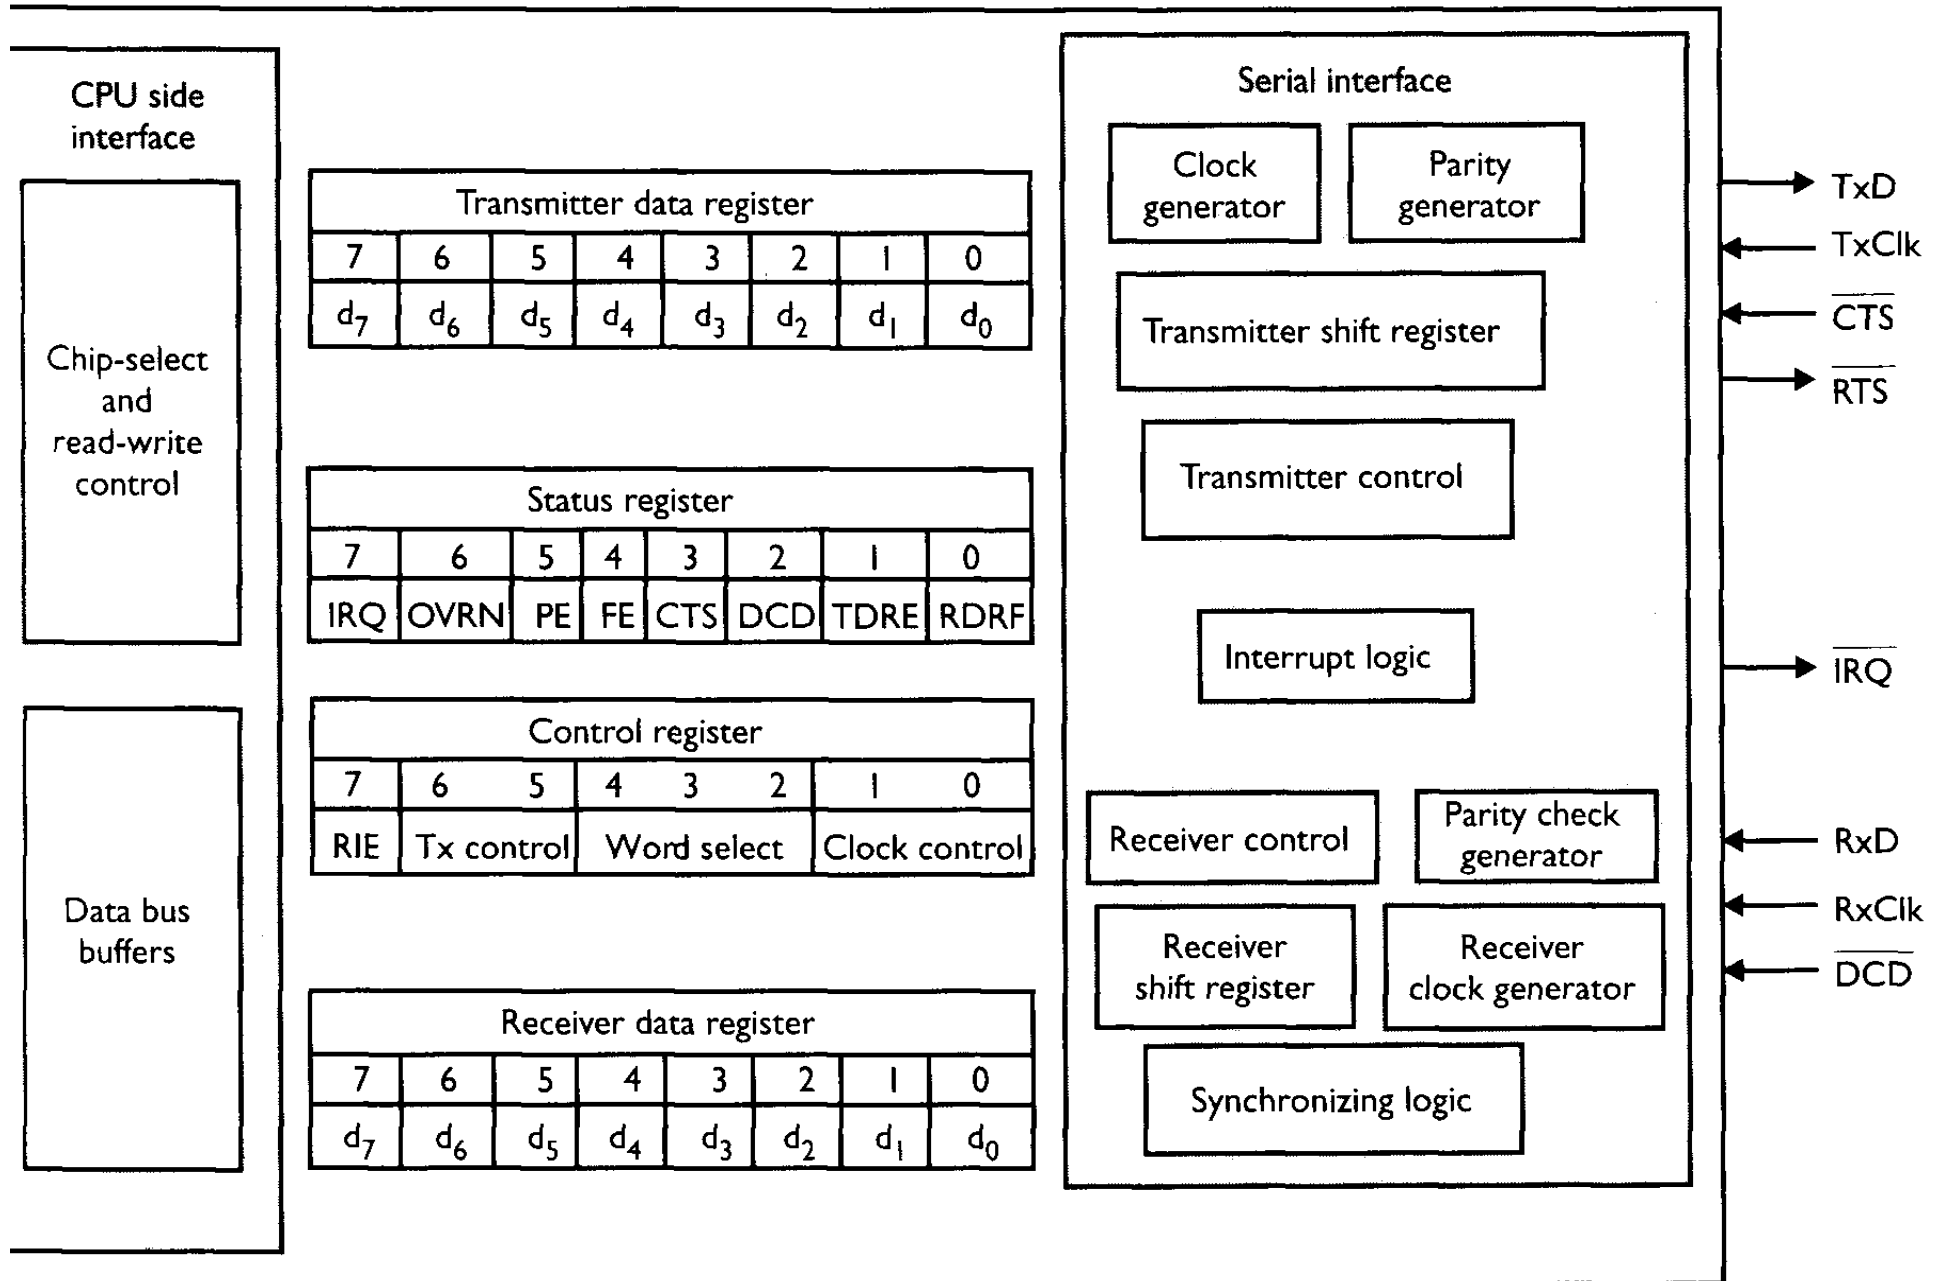 CPU side
interface
Chip-select
and
read-write
control
Data bus
buffers
Transmitter data register
7 6 5 4 3 2 1 0
d₇ d₆ d₅ d₄ d₃ d₂ d₁ d₀
Status register
7 6 5 4 3 2 1 0
IRQ OVRN PE FE CTS DCD TDRE RDRF
Control register
7 6 5 4 3 2 1 0
RIE Tx control Word select Clock control
Receiver data register
7 6 5 4 3 2 1 0
d₇ d₆ d₅ d₄ d₃ d₂ d₁ d₀
Serial interface
Clock
generator
Parity
generator
Transmitter shift register
Transmitter control
Interrupt logic
Receiver control
Parity check
generator
Receiver
shift register
Receiver
clock generator
Synchronizing logic
TxD
TxClk
C̅T̅S̅
R̅T̅S̅
I̅R̅Q̅
RxD
RxClk
D̅C̅D̅